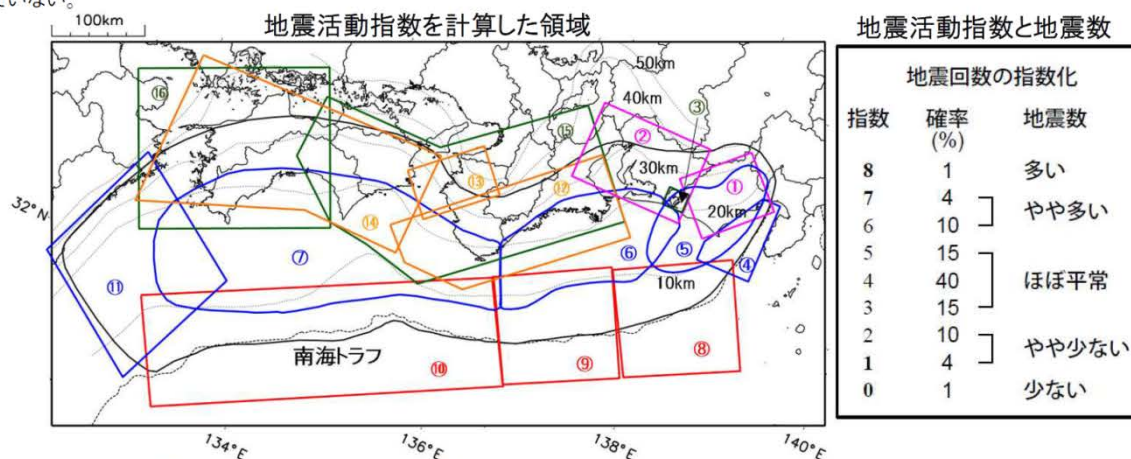 ていない。
100km
地震活動指数を計算した領域
50km
③
40km
⑯
⑮
②
30km
⑬
⑫
①
20km
32°N
⑭
⑦
⑥
⑤
④
⑪
10km
南海トラフ
⑩
⑨
⑧
134°E
136°E
138°E
140°E
地震活動指数と地震数
地震回数の指数化
指数 確率 (%) 地震数
8 1 多い
7 4 やや多い
6 10
5 15
4 40 ほぼ平常
3 15
2 10 やや少ない
1 4
0 1 少ない